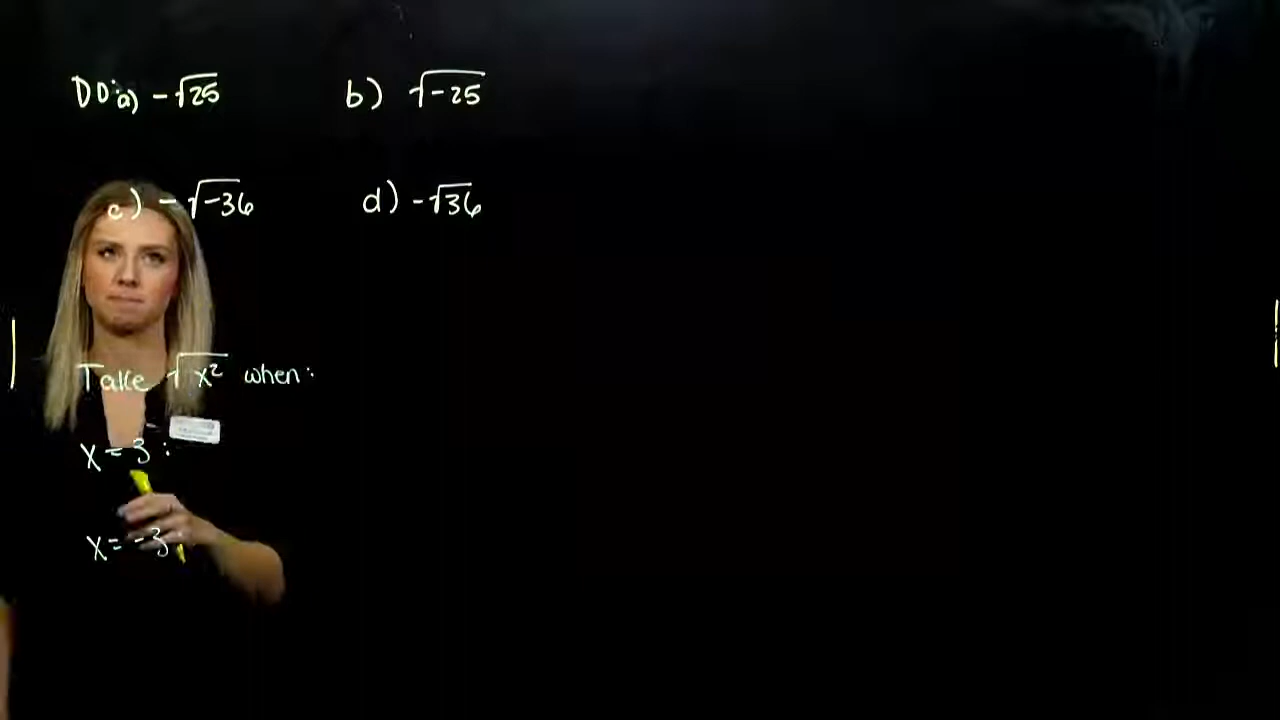 DO: a) -√25 b) √-25
c) -√-36 d) -√36
Take √x² when:
x = 3 :
x = -3